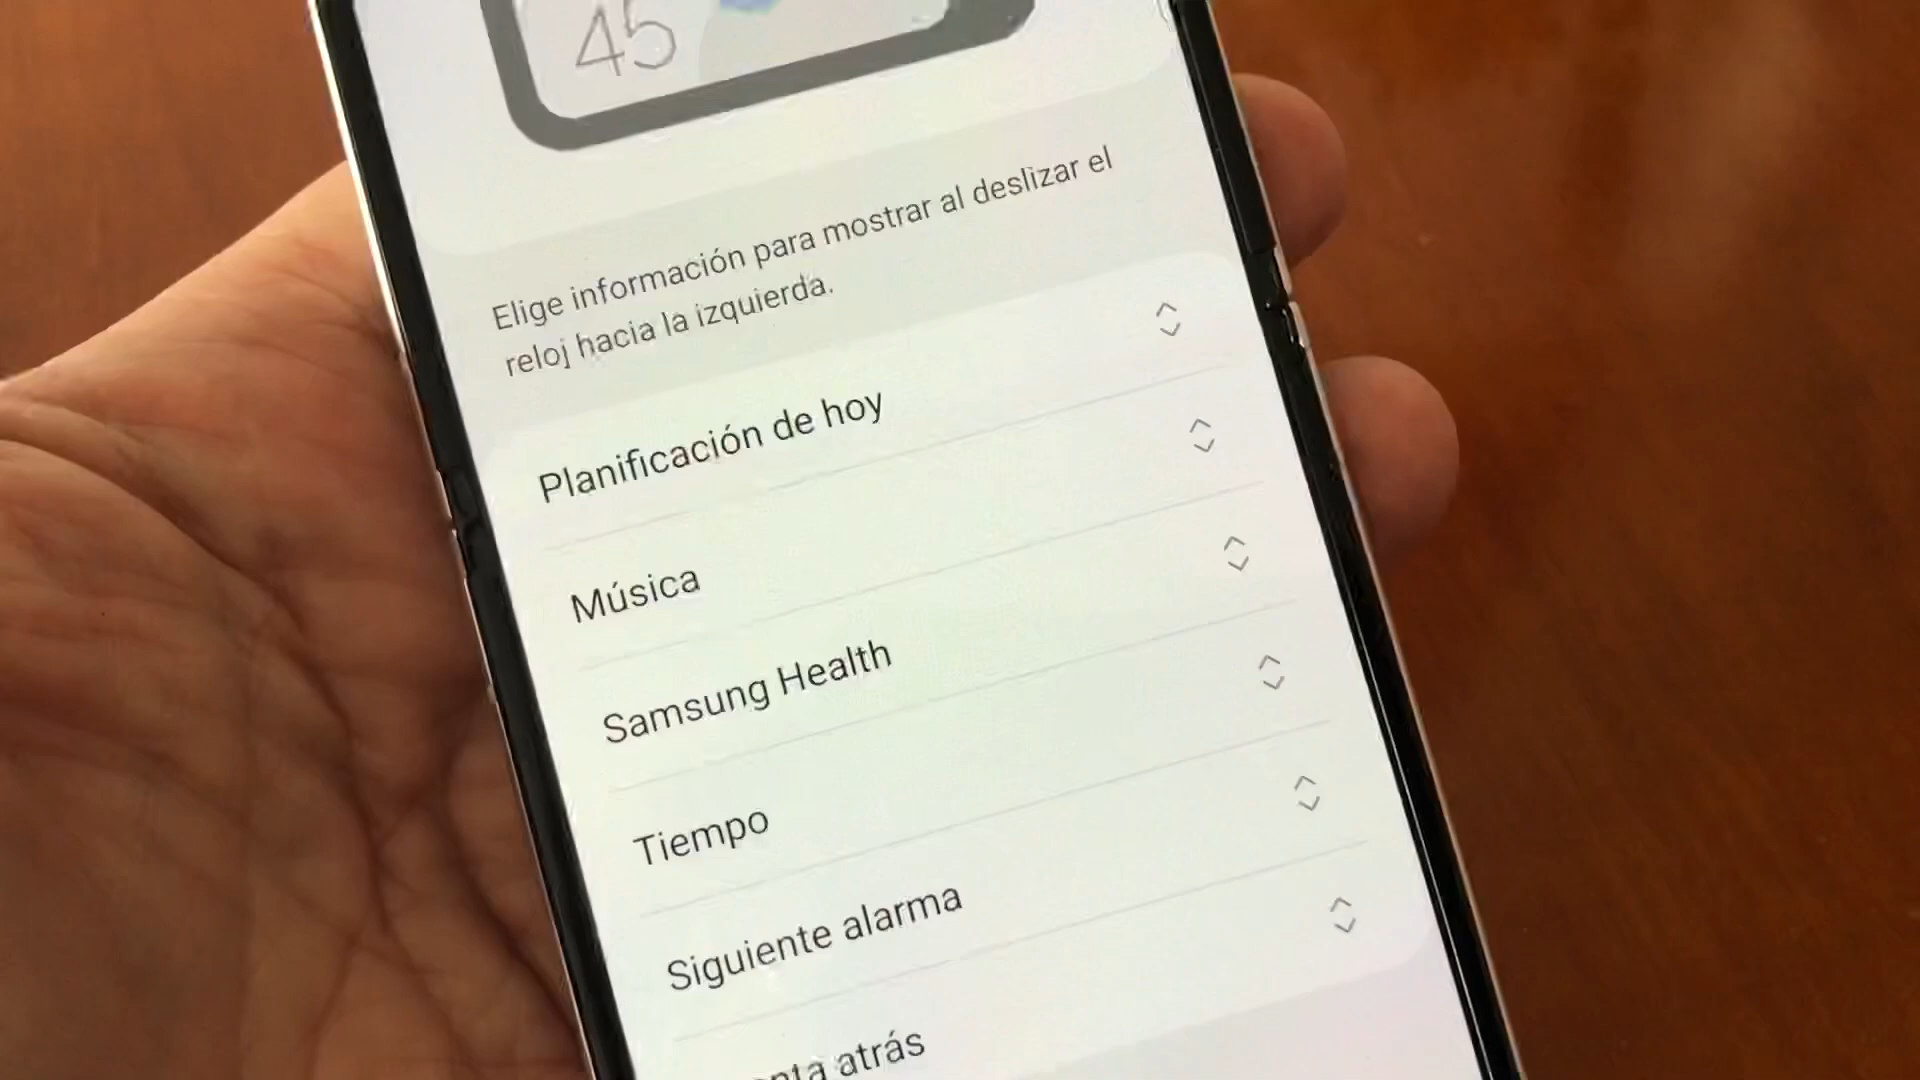 45
Elige información para mostrar al deslizar el
reloj hacia la izquierda.
Planificación de hoy
Música
Samsung Health
Tiempo
Siguiente alarma
atrás